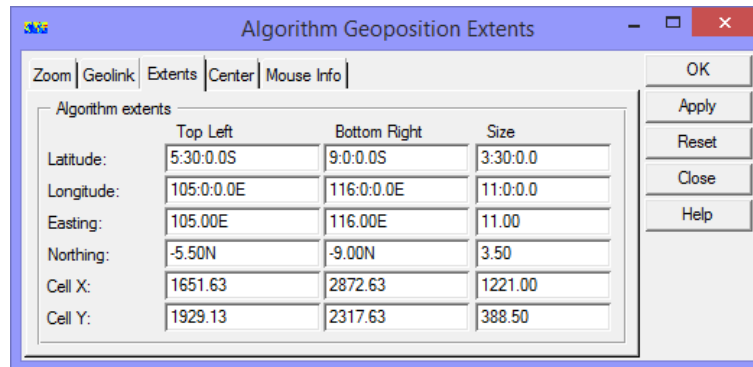 Algorithm Geoposition Extents
Zoom Geolink Extents Center Mouse Info
OK
Apply
Reset
Close
Help
Algorithm extents
Top Left Bottom Right Size
Latitude: 5:30:0.0S 9:0:0.0S 3:30:0.0
Longitude: 105:0:0.0E 116:0:0.0E 11:0:0.0
Easting: 105.00E 116.00E 11.00
Northing: -5.50N -9.00N 3.50
Cell X: 1651.63 2872.63 1221.00
Cell Y: 1929.13 2317.63 388.50